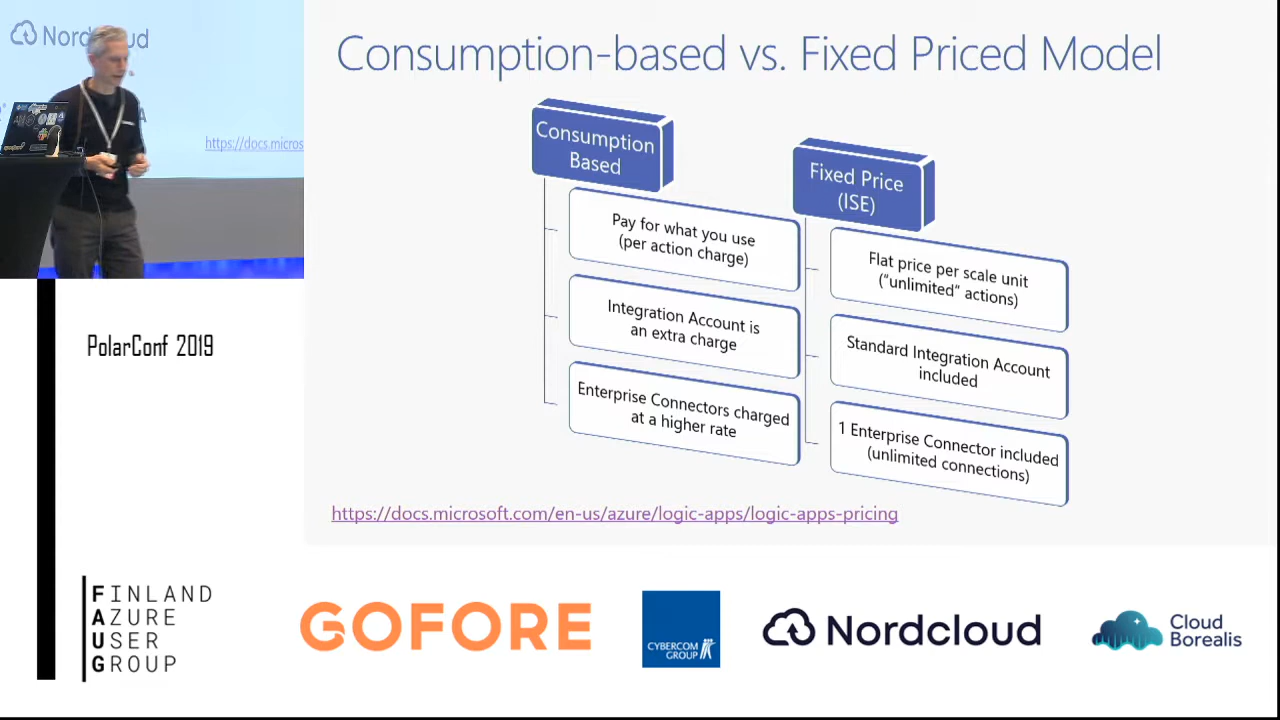 Consumption-based vs. Fixed Priced Model
Consumption
Based
Pay for what you use
(per action charge)
Integration Account is
an extra charge
Enterprise Connectors charged
at a higher rate
Fixed Price
(ISE)
Flat price per scale unit
("unlimited" actions)
Standard Integration Account
included
1 Enterprise Connector included
(unlimited connections)
https://docs.microsoft.com/en-us/azure/logic-apps/logic-apps-pricing
https://docs.micros
PolarConf 2019
FINLAND
AZURE
USER
GROUP
GOFORE
CYBERCOM
GROUP
Nordcloud
Cloud
Borealis